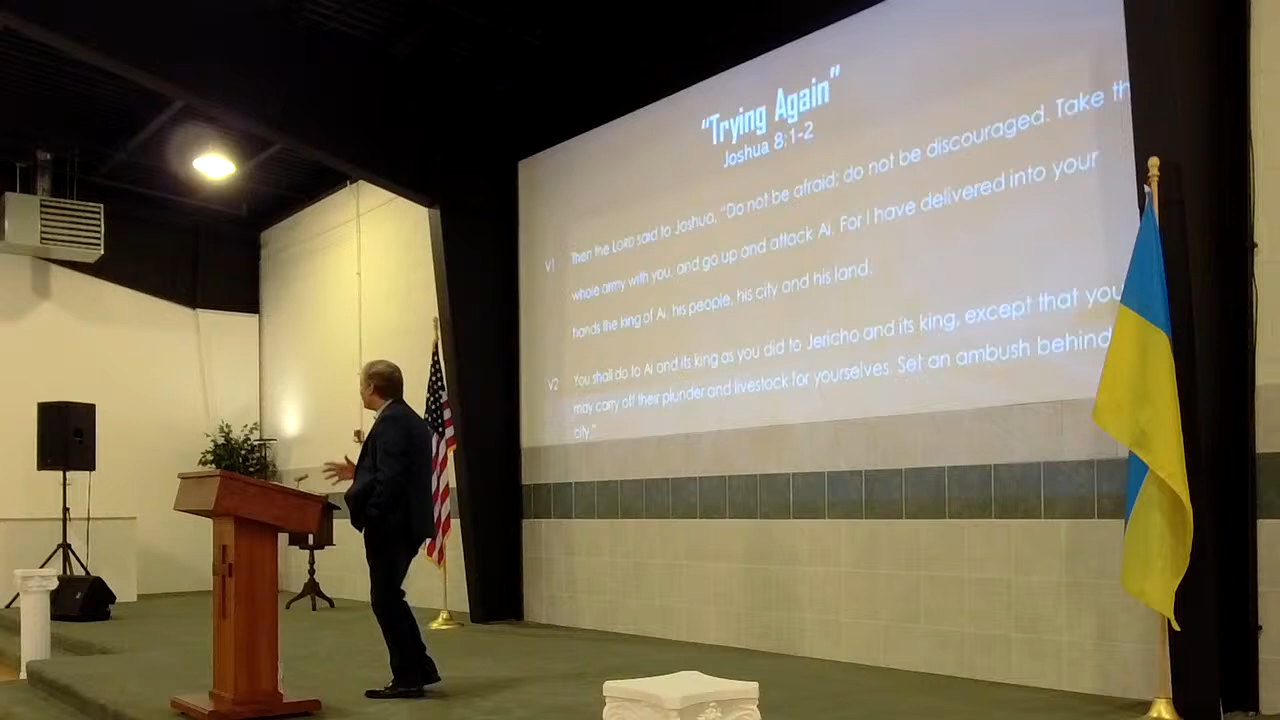 "Trying Again"
Joshua 8:1-2
V1 Then the LORD said to Joshua, "Do not be afraid; do not be discouraged. Take th
whole army with you, and go up and attack Ai. For I have delivered into your
hands the king of Ai, his people, his city and his land.
V2 You shall do to Ai and its king as you did to Jericho and its king, except that you
may carry off their plunder and livestock for yourselves. Set an ambush behind
city."